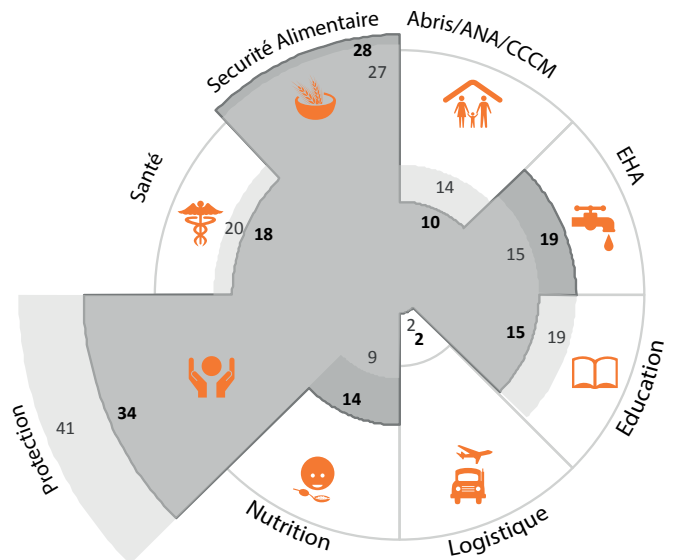 Securité Alimentaire
28
27
Abris/ANA/CCCM
14
10
EHA
19
15
Education
15
19
Logistique
2
2
Nutrition
9
14
Protection
34
41
Santé
20
18